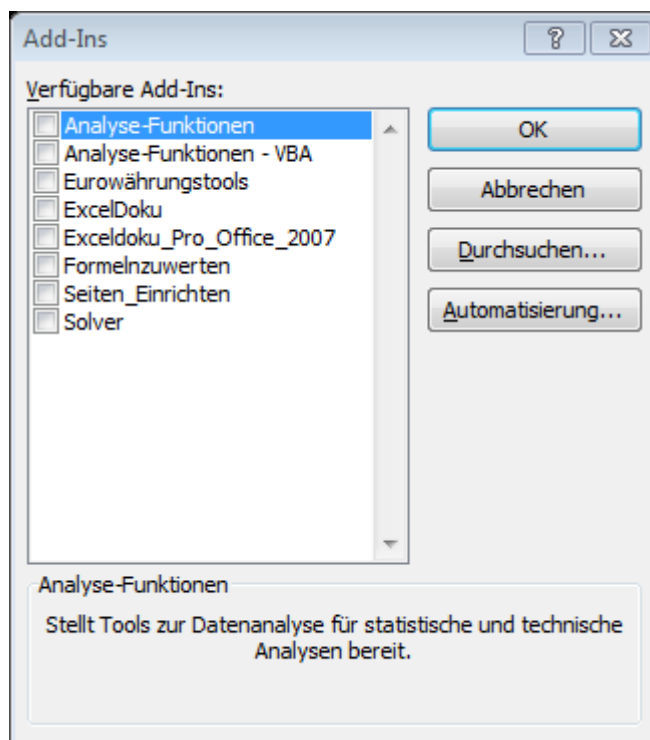 Add-Ins
Verfügbare Add-Ins:
Analyse-Funktionen
Analyse-Funktionen - VBA
Eurowährungstools
ExcelDoku
Exceldoku_Pro_Office_2007
Formelnzuwerten
Seiten_Einrichten
Solver
OK
Abbrechen
Durchsuchen...
Automatisierung...
Analyse-Funktionen
Stellt Tools zur Datenanalyse für statistische und technische
Analysen bereit.